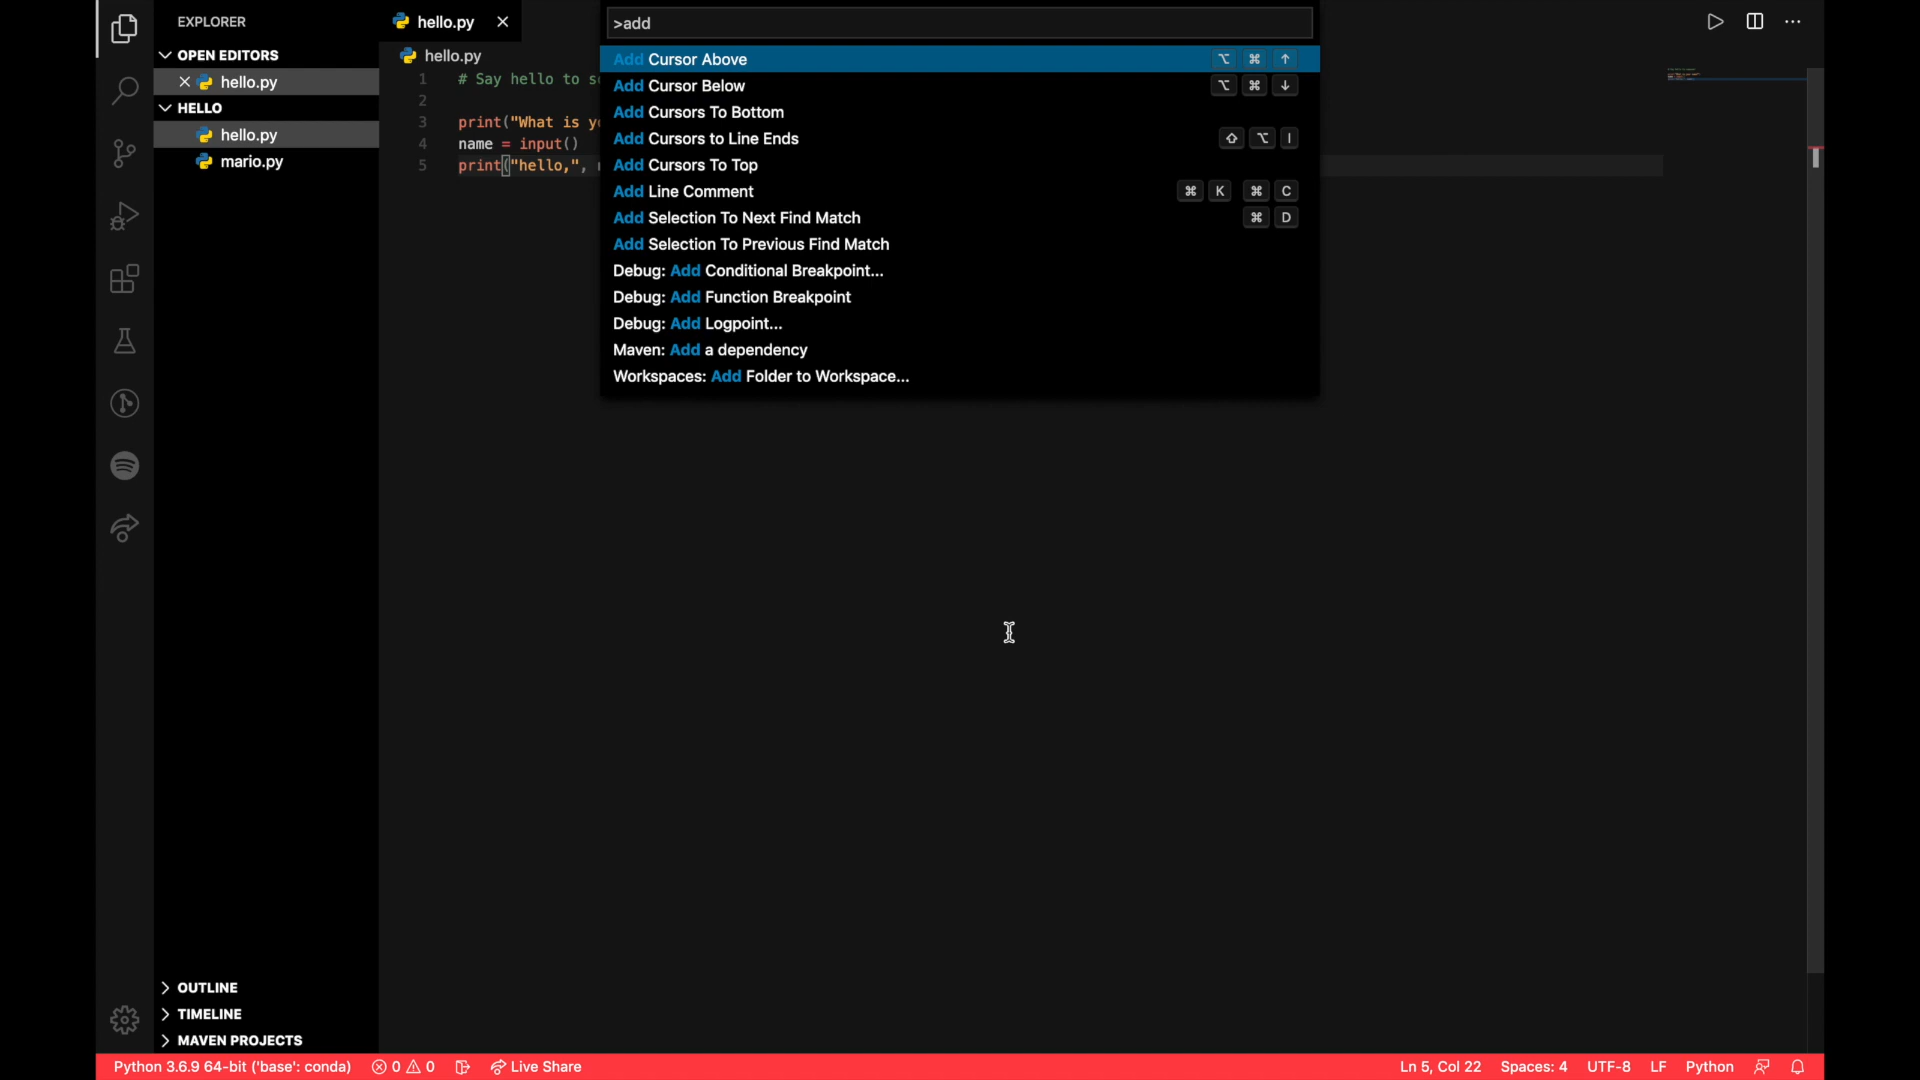 EXPLORER
OPEN EDITORS
hello.py
HELLO
hello.py
mario.py
OUTLINE
TIMELINE
MAVEN PROJECTS
hello.py
hello.py
1 # Say hello to
2
3 print("What is
4 name = input()
5 print("hello,",
>add
Add Cursor Above ⌥ ⌘ ↑
Add Cursor Below ⌥ ⌘ ↓
Add Cursors To Bottom
Add Cursors to Line Ends ⇧ ⌥ I
Add Cursors To Top
Add Line Comment ⌘ K ⌘ C
Add Selection To Next Find Match ⌘ D
Add Selection To Previous Find Match
Debug: Add Conditional Breakpoint...
Debug: Add Function Breakpoint
Debug: Add Logpoint...
Maven: Add a dependency
Workspaces: Add Folder to Workspace...
Python 3.6.9 64-bit ('base': conda) 0 0 Live Share Ln 5, Col 22 Spaces: 4 UTF-8 LF Python